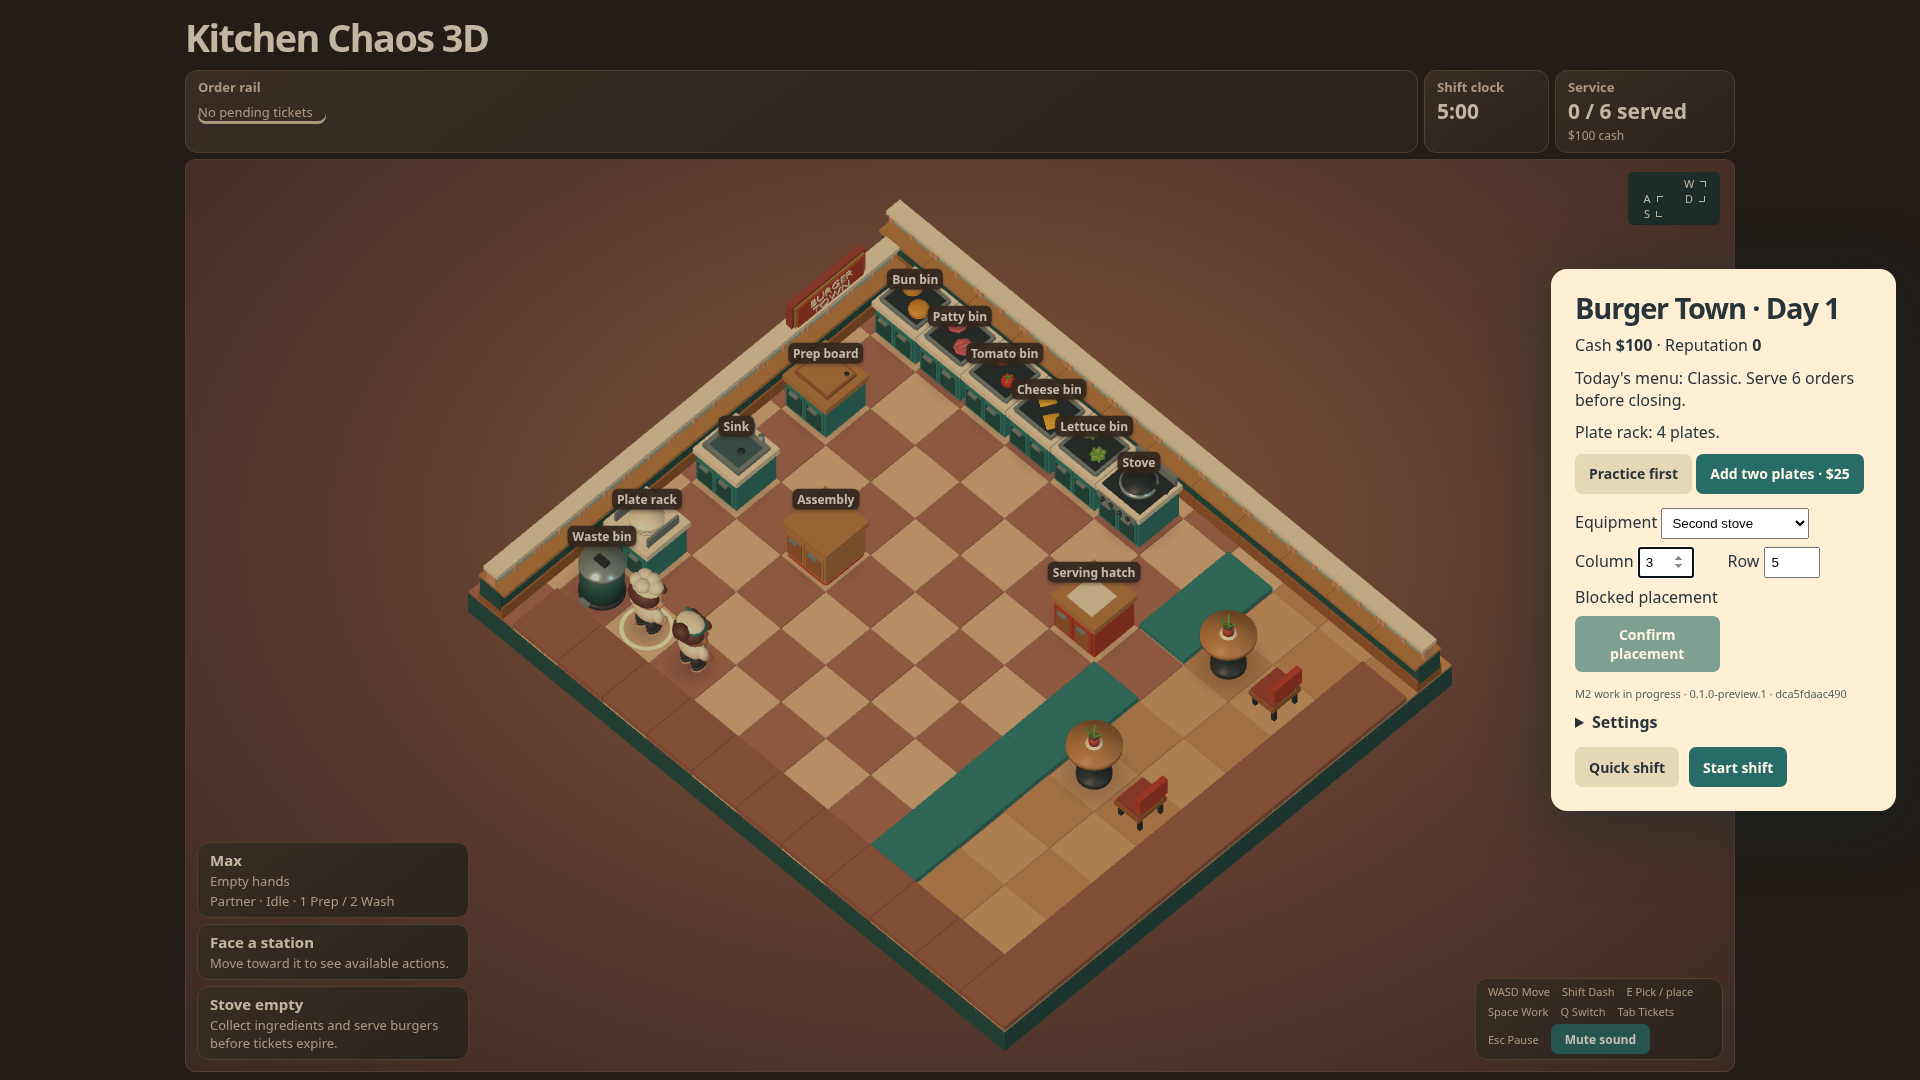 Kitchen Chaos 3D
Order rail
No pending tickets
Shift clock
5:00
Service
0 / 6 served
$100 cash
W
A D
S
BURGER
TOWN
Bun bin
Patty bin
Prep board
Tomato bin
Cheese bin
Sink
Lettuce bin
Stove
Plate rack
Assembly
Waste bin
Serving hatch
Burger Town · Day 1
Cash $100 · Reputation 0
Today's menu: Classic. Serve 6 orders
before closing.
Plate rack: 4 plates.
Practice first
Add two plates · $25
Equipment Second stove
Column 3 Row 5
Blocked placement
Confirm
placement
M2 work in progress · 0.1.0-preview.1 · dca5fdaac490
Settings
Quick shift
Start shift
Max
Empty hands
Partner · Idle · 1 Prep / 2 Wash
Face a station
Move toward it to see available actions.
Stove empty
Collect ingredients and serve burgers
before tickets expire.
WASD Move Shift Dash E Pick / place
Space Work Q Switch Tab Tickets
Esc Pause Mute sound